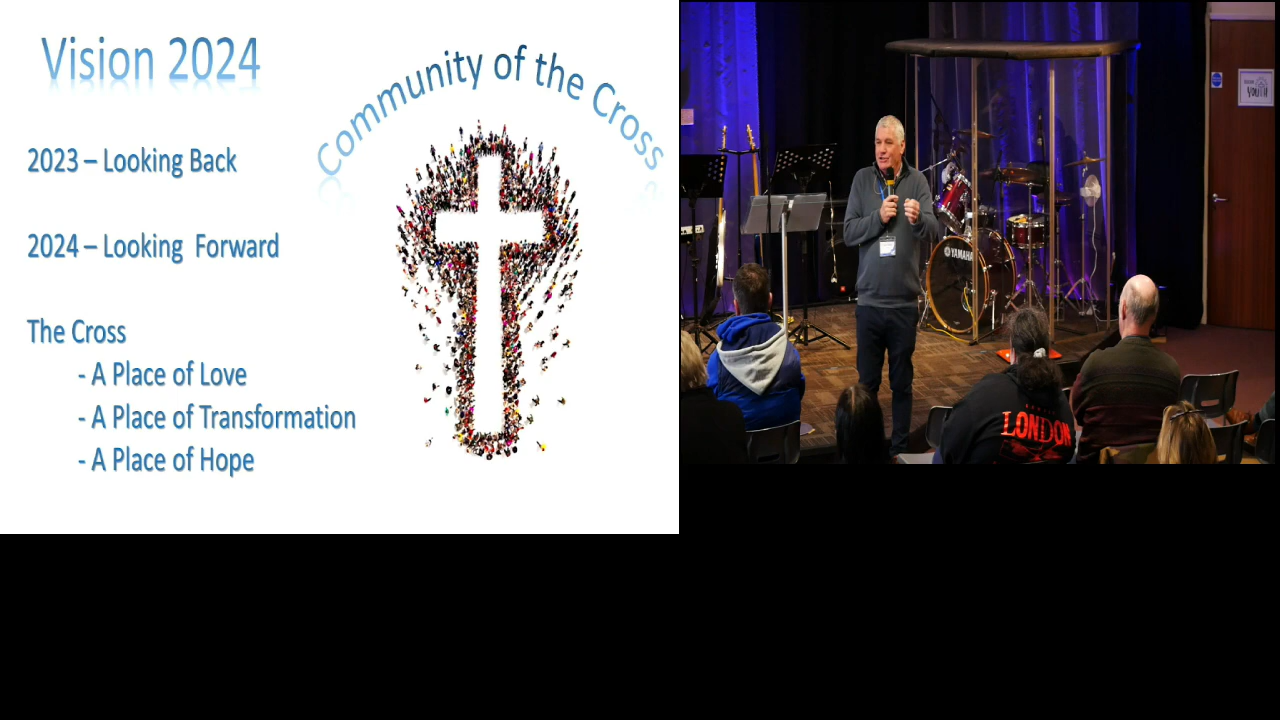 Vision 2024
Community of the Cross
2023 – Looking Back
2024 – Looking Forward
The Cross
- A Place of Love
- A Place of Transformation
- A Place of Hope
YOUTH
YAMAHA
LONDON